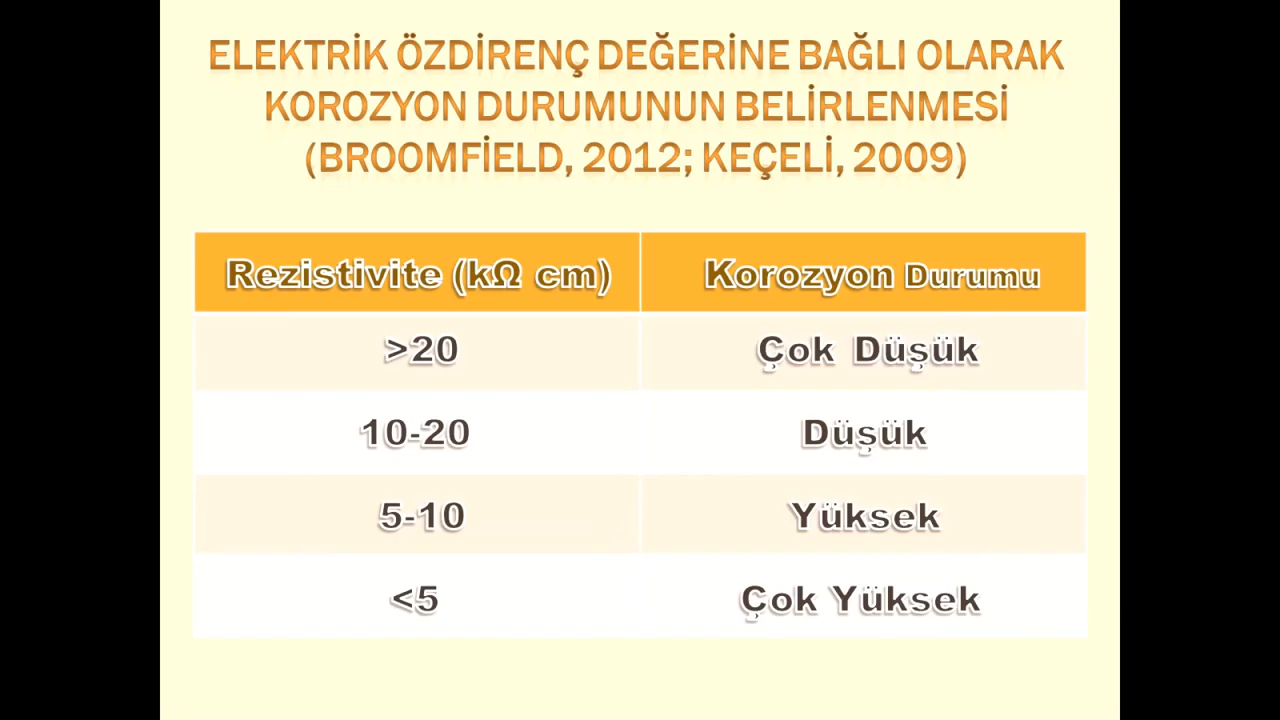 ELEKTRİK ÖZDİRENÇ DEĞERİNE BAĞLI OLARAK
KOROZYON DURUMUNUN BELİRLENMESİ
(BROOMFİELD, 2012; KEÇELİ, 2009)
Rezistivite (kΩ cm) Korozyon Durumu
>20 Çok Düşük
10-20 Düşük
5-10 Yüksek
<5 Çok Yüksek